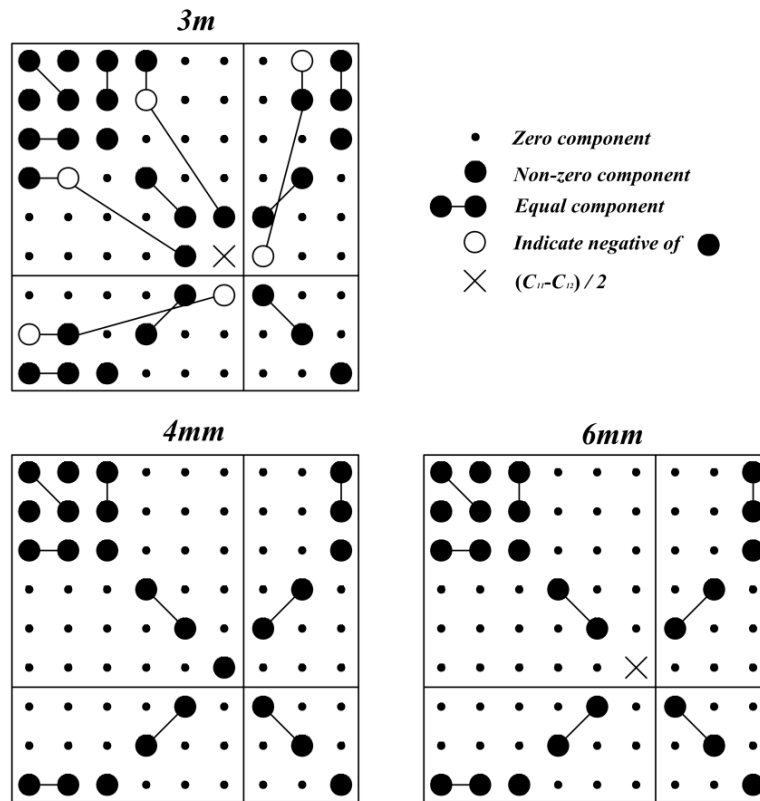 3m
Zero component
Non-zero component
Equal component
Indicate negative of
(C₁₁-C₁₂) / 2
4mm
6mm